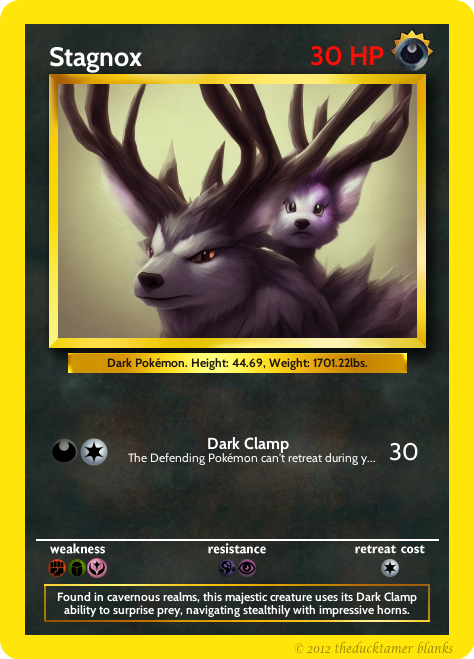 Stagnox 30 HP
Dark Pokémon. Height: 44.69, Weight: 1701.22lbs.
Dark Clamp
The Defending Pokémon can't retreat during y... 30
weakness resistance retreat cost
Found in cavernous realms, this majestic creature uses its Dark Clamp
ability to surprise prey, navigating stealthily with impressive horns.
© 2012 theducktamer blanks